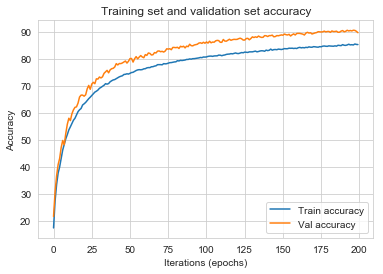 Training set and validation set accuracy
90
80
70
60
50
40
30
20
Accuracy
0 25 50 75 100 125 150 175 200
Iterations (epochs)
Train accuracy
Val accuracy